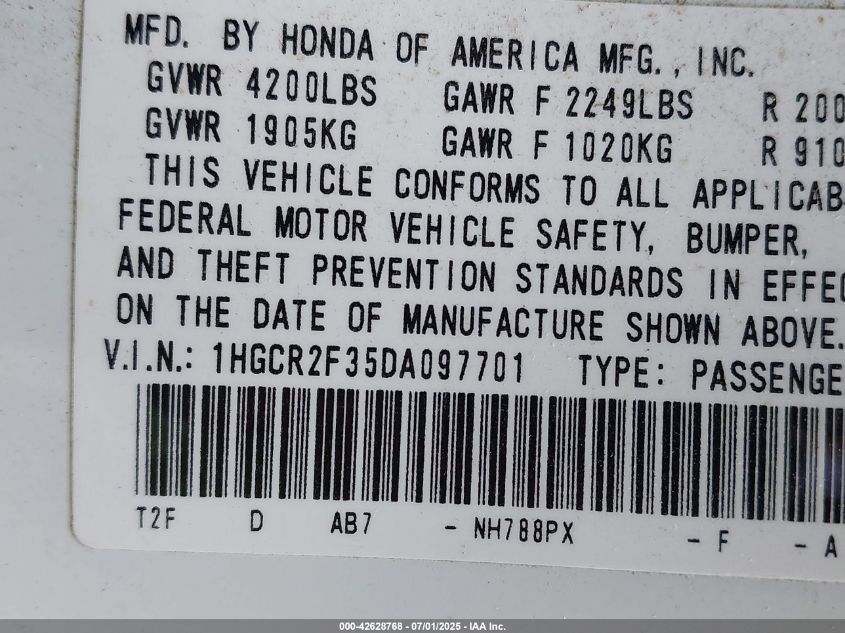 MFD. BY HONDA OF AMERICA MFG., INC.
GVWR 4200LBS GAWR F 2249LBS R 200
GVWR 1905KG GAWR F 1020KG R 910
THIS VEHICLE CONFORMS TO ALL APPLICAB
FEDERAL MOTOR VEHICLE SAFETY, BUMPER,
AND THEFT PREVENTION STANDARDS IN EFFEC
ON THE DATE OF MANUFACTURE SHOWN ABOVE.
V.I.N.: 1HGCR2F35DA097701 TYPE: PASSENGE
T2F D AB7 - NH788PX - F - A
000-42628768 - 07/01/2025 - IAA Inc.